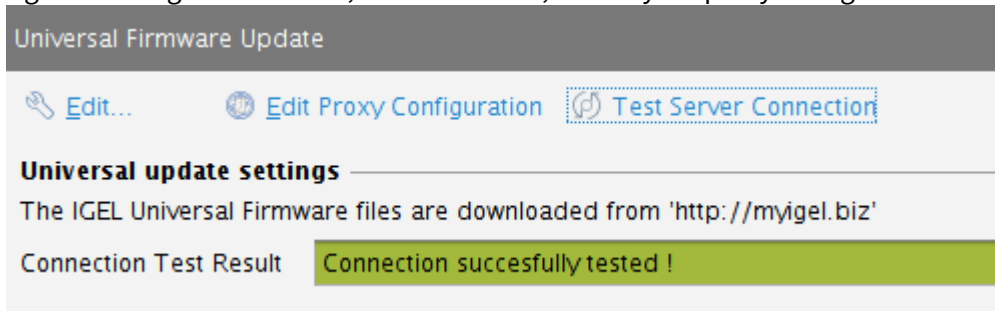 Universal Firmware Update
Edit... Edit Proxy Configuration Test Server Connection
Universal update settings
The IGEL Universal Firmware files are downloaded from 'http://myigel.biz'
Connection Test Result Connection succesfully tested !